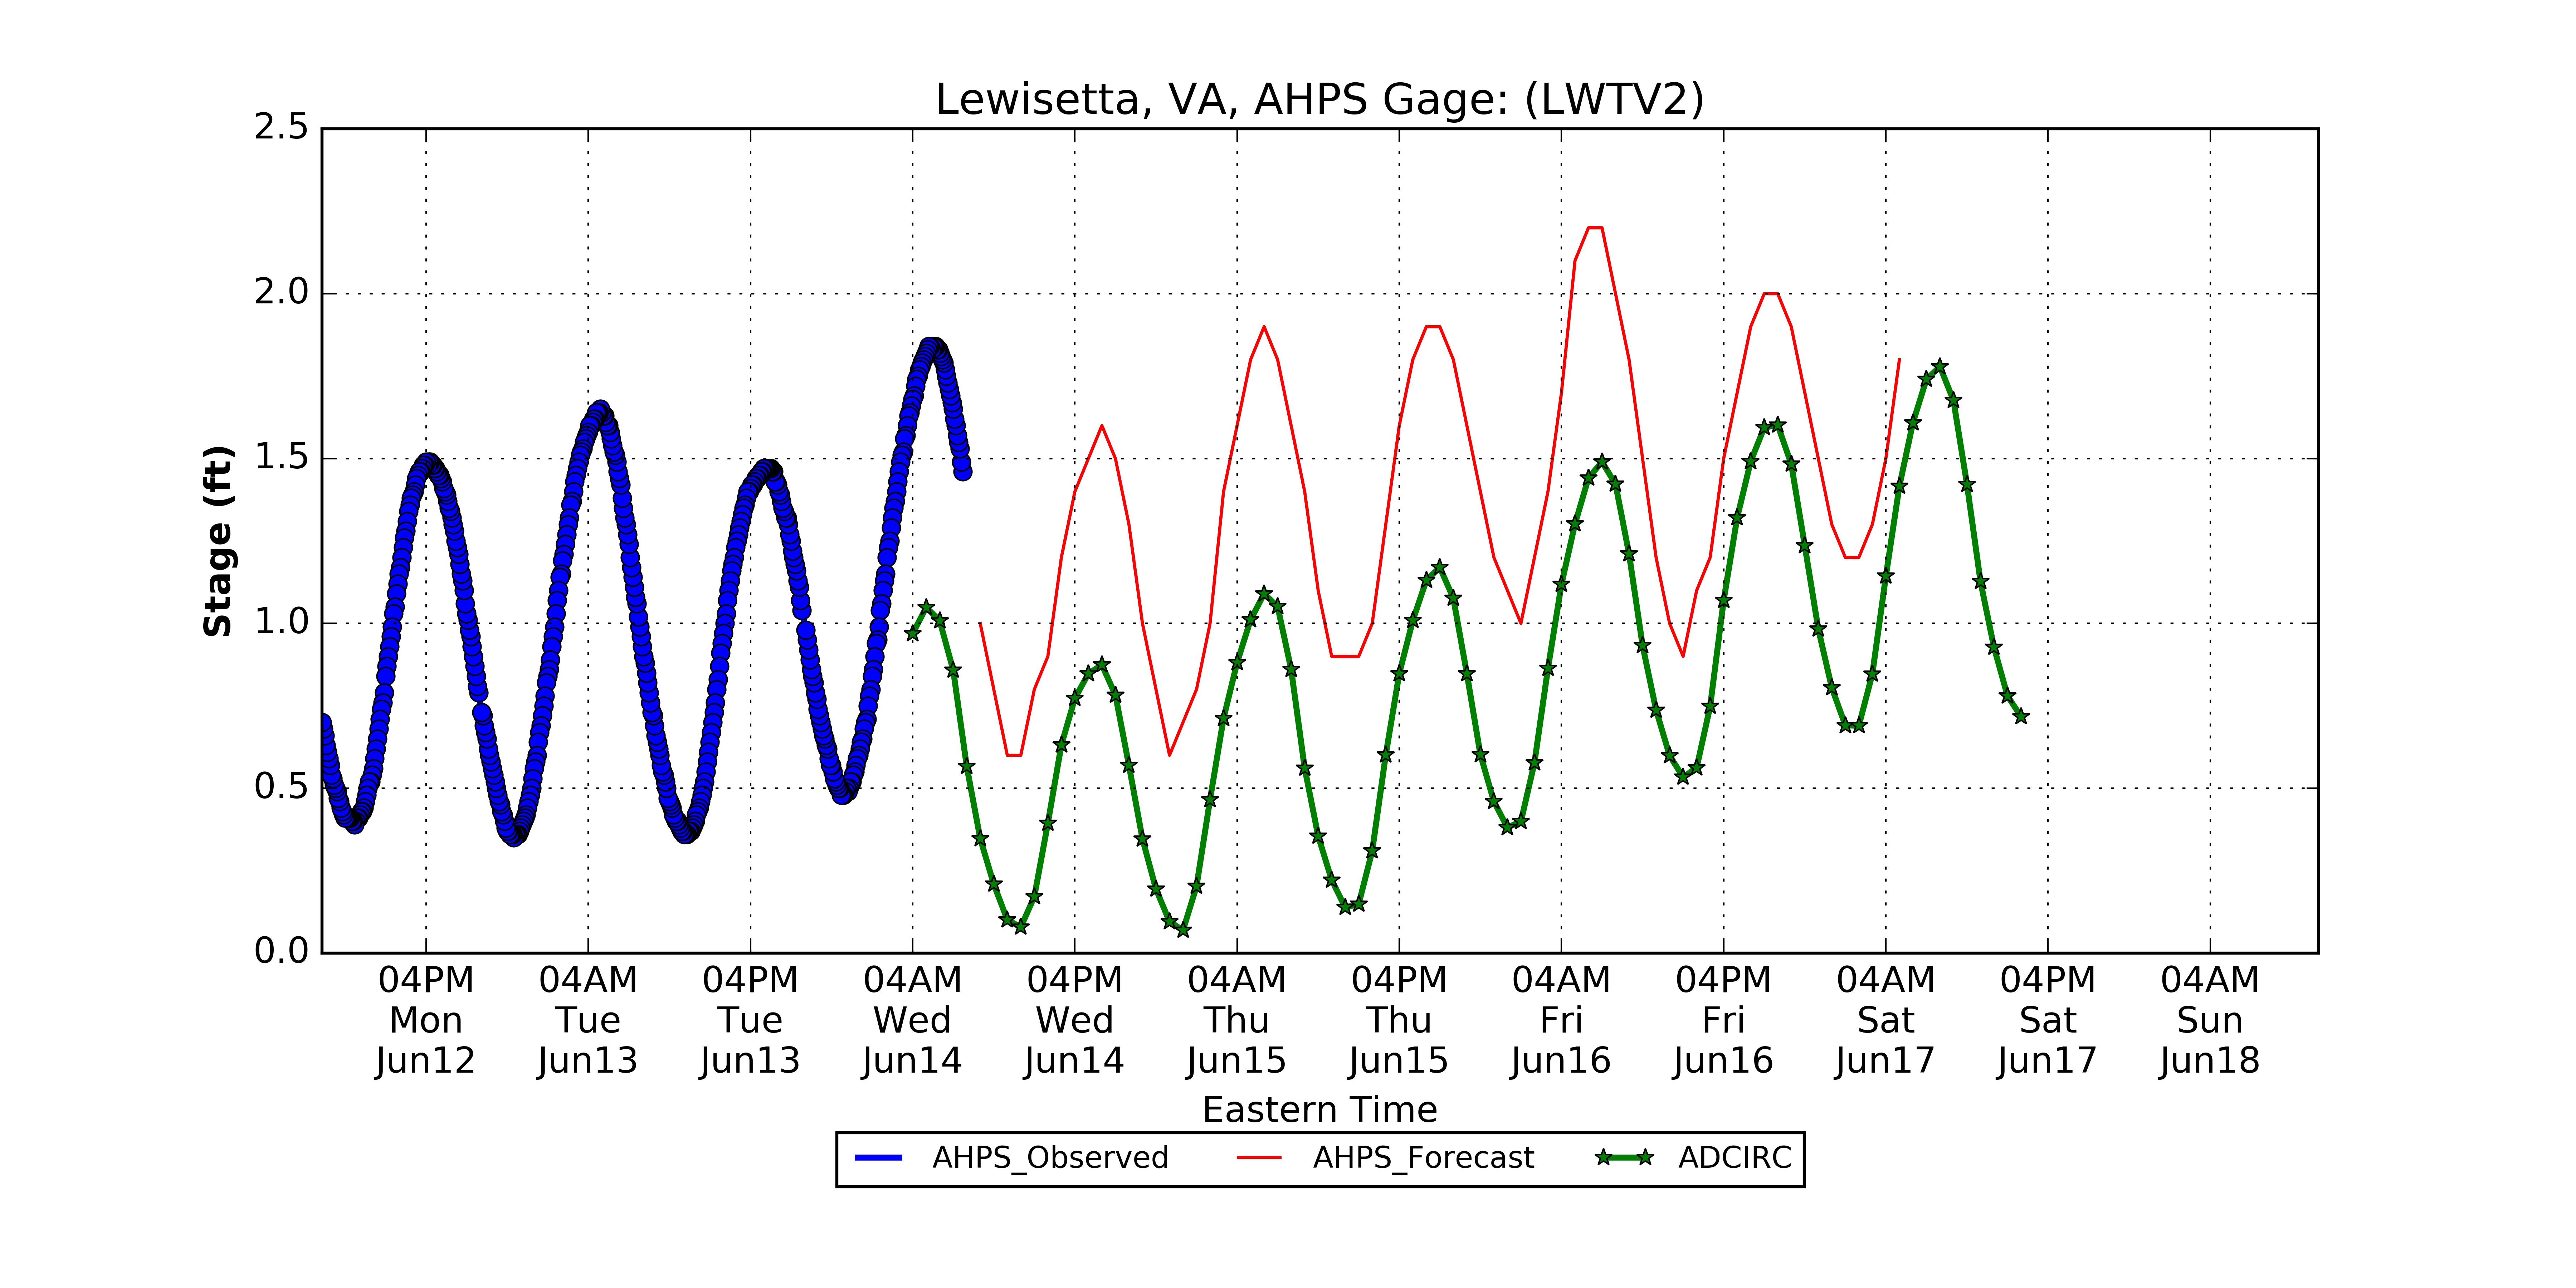 Lewisetta, VA, AHPS Gage: (LWTV2)
2.5
2.0
1.5
1.0
0.5
0.0
Stage (ft)
04PM 04AM 04PM 04AM 04PM 04AM 04PM 04AM 04PM 04AM 04PM 04AM
Mon Tue Tue Wed Wed Thu Thu Fri Fri Sat Sat Sun
Jun12 Jun13 Jun13 Jun14 Jun14 Jun15 Jun15 Jun16 Jun16 Jun17 Jun17 Jun18
Eastern Time
AHPS_Observed AHPS_Forecast ADCIRC